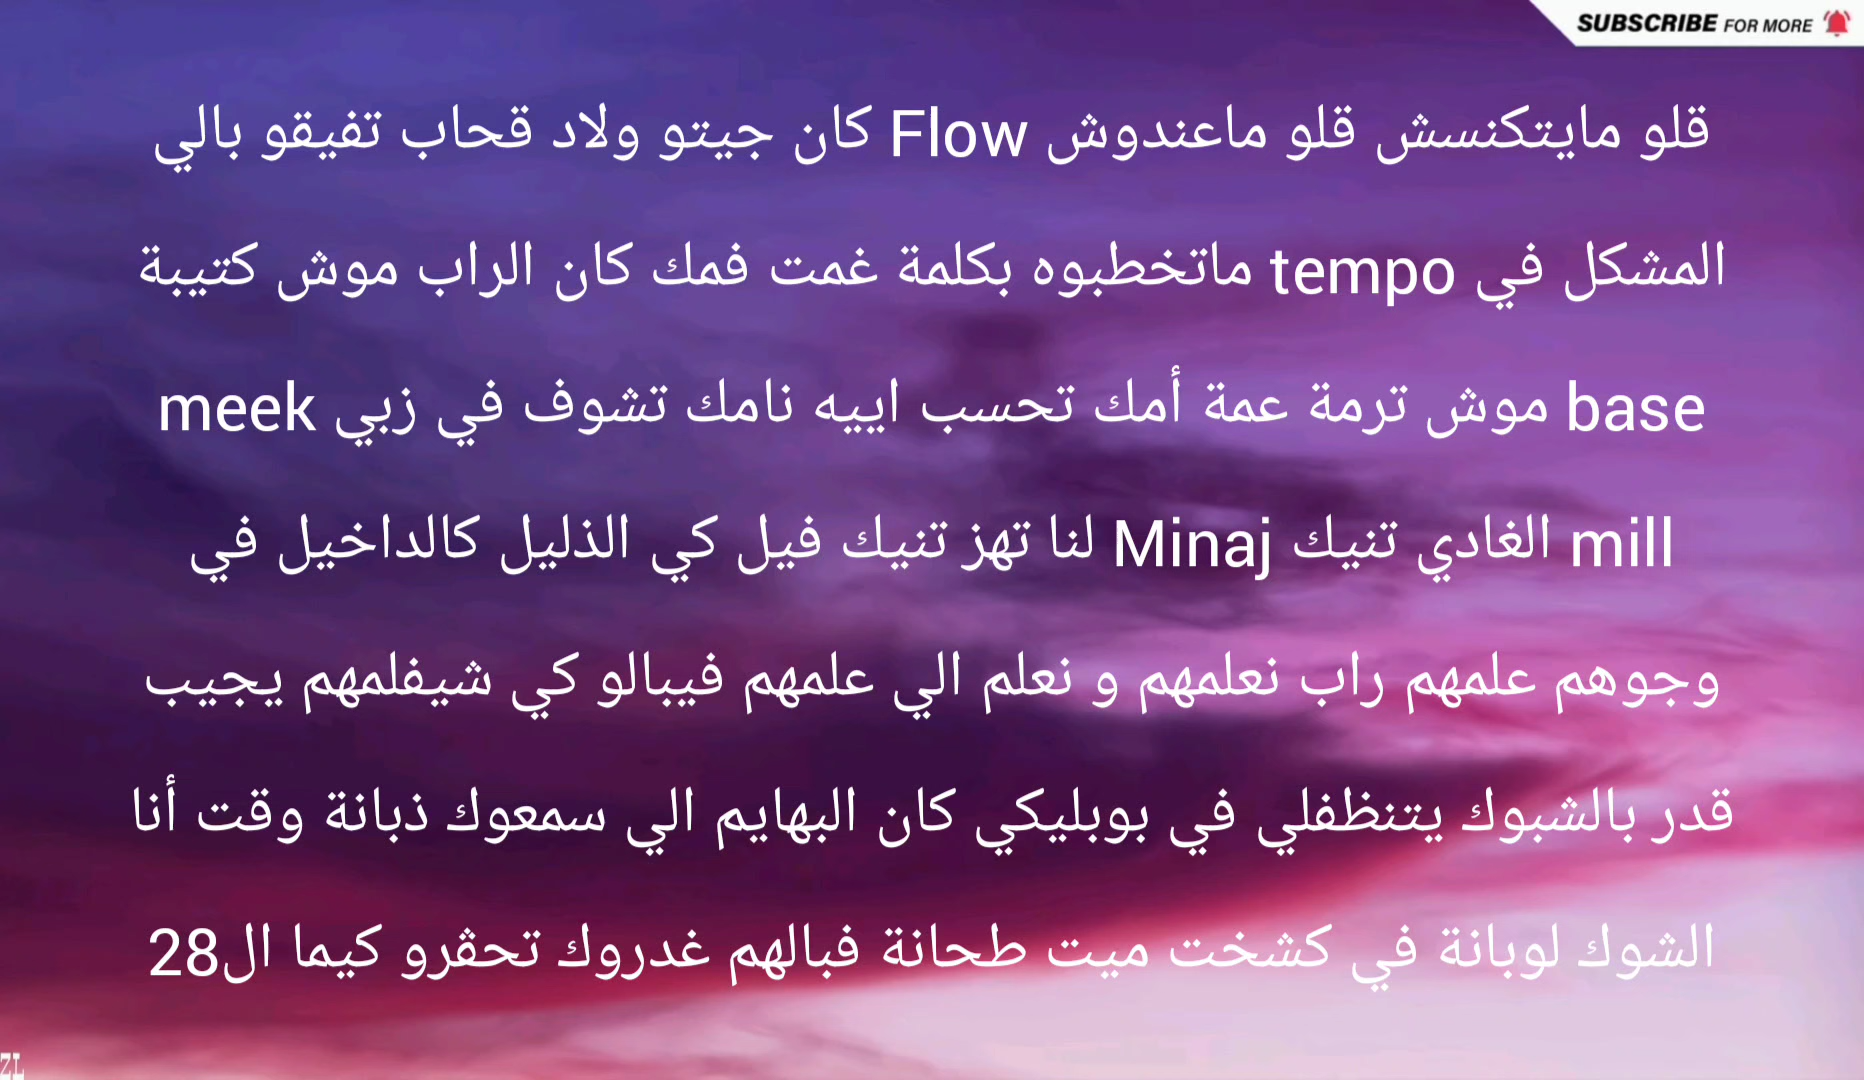 SUBSCRIBE FOR MORE
قلو مايتكنسش قلو ماعندوش Flow كان جيتو ولاد قحاب تفيقو بالي
المشكل في tempo ماتخطبوه بكلمة غمت فمك كان الراب موش كتيبة
base موش ترمة عمة أمك تحسب اييه نامك تشوف في زبي meek
mill الغادي تنيك Minaj لنا تهز تنيك فيل كي الذليل كالداخيل في
وجوهم علمهم راب نعلمهم و نعلم الي علمهم فيبالو كي شيفلمهم يجيب
قدر بالشبوك يتنظفلي في بوبليكي كان البهايم الي سمعوك ذبانة وقت أنا
الشوك لوبانة في كشخت ميت طحانة فبالهم غدروك تحڨرو كيما ال28
ZL